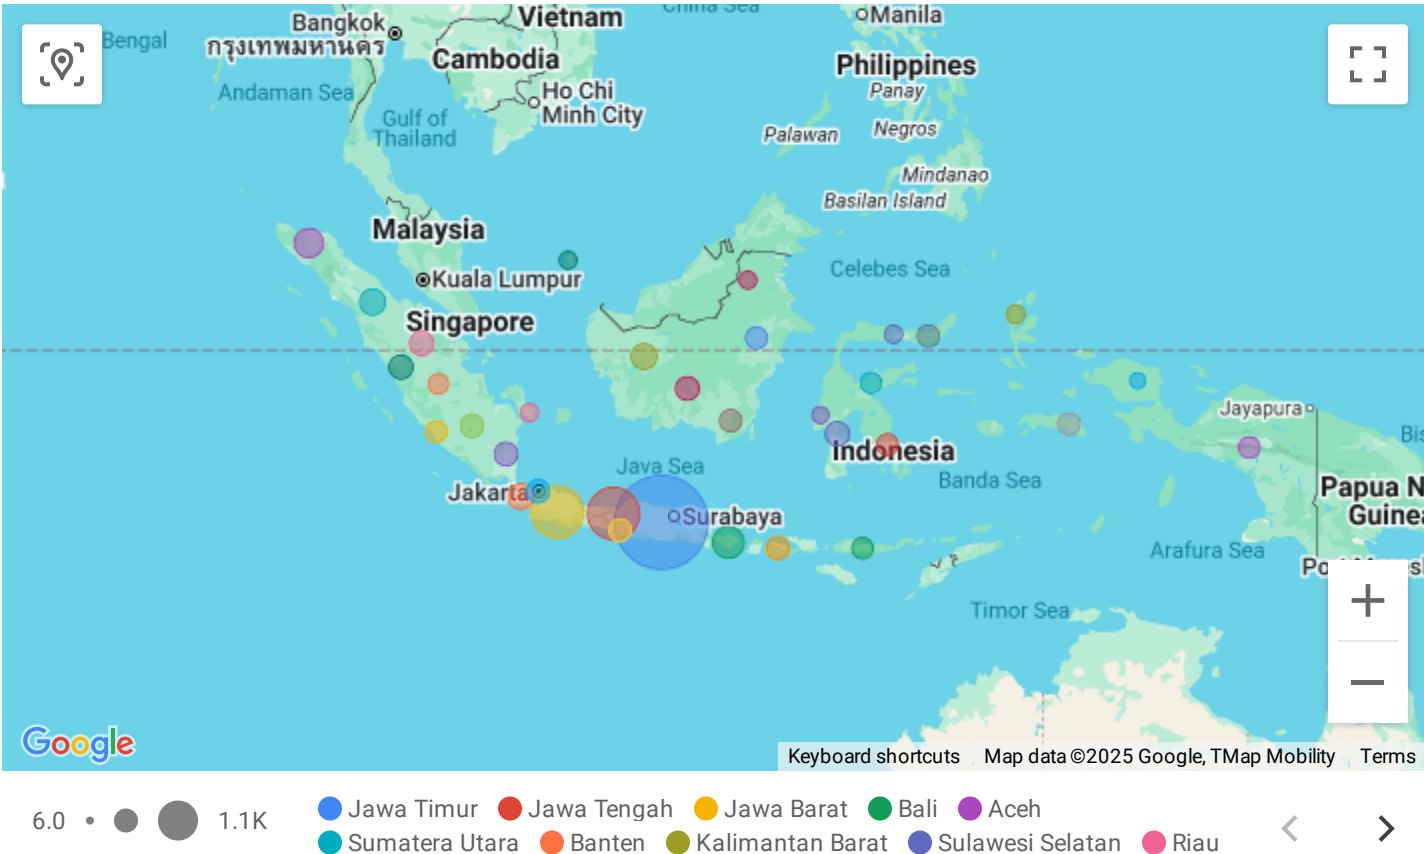 China Sea
Vietnam
Manila
Bangkok
กรุงเทพมหานคร
Bengal
Cambodia
Philippines
Andaman Sea
Ho Chi
Minh City
Panay
Gulf of
Thailand
Palawan
Negros
Mindanao
Basilan Island
Malaysia
Celebes Sea
Kuala Lumpur
Singapore
Jayapura
Indonesia
Java Sea
Banda Sea
Jakarta
Papua N
Guinea
Surabaya
Arafura Sea
Timor Sea
Google
Keyboard shortcuts
Map data ©2025 Google, TMap Mobility
Terms
6.0
1.1K
Jawa Timur
Jawa Tengah
Jawa Barat
Bali
Aceh
Sumatera Utara
Banten
Kalimantan Barat
Sulawesi Selatan
Riau